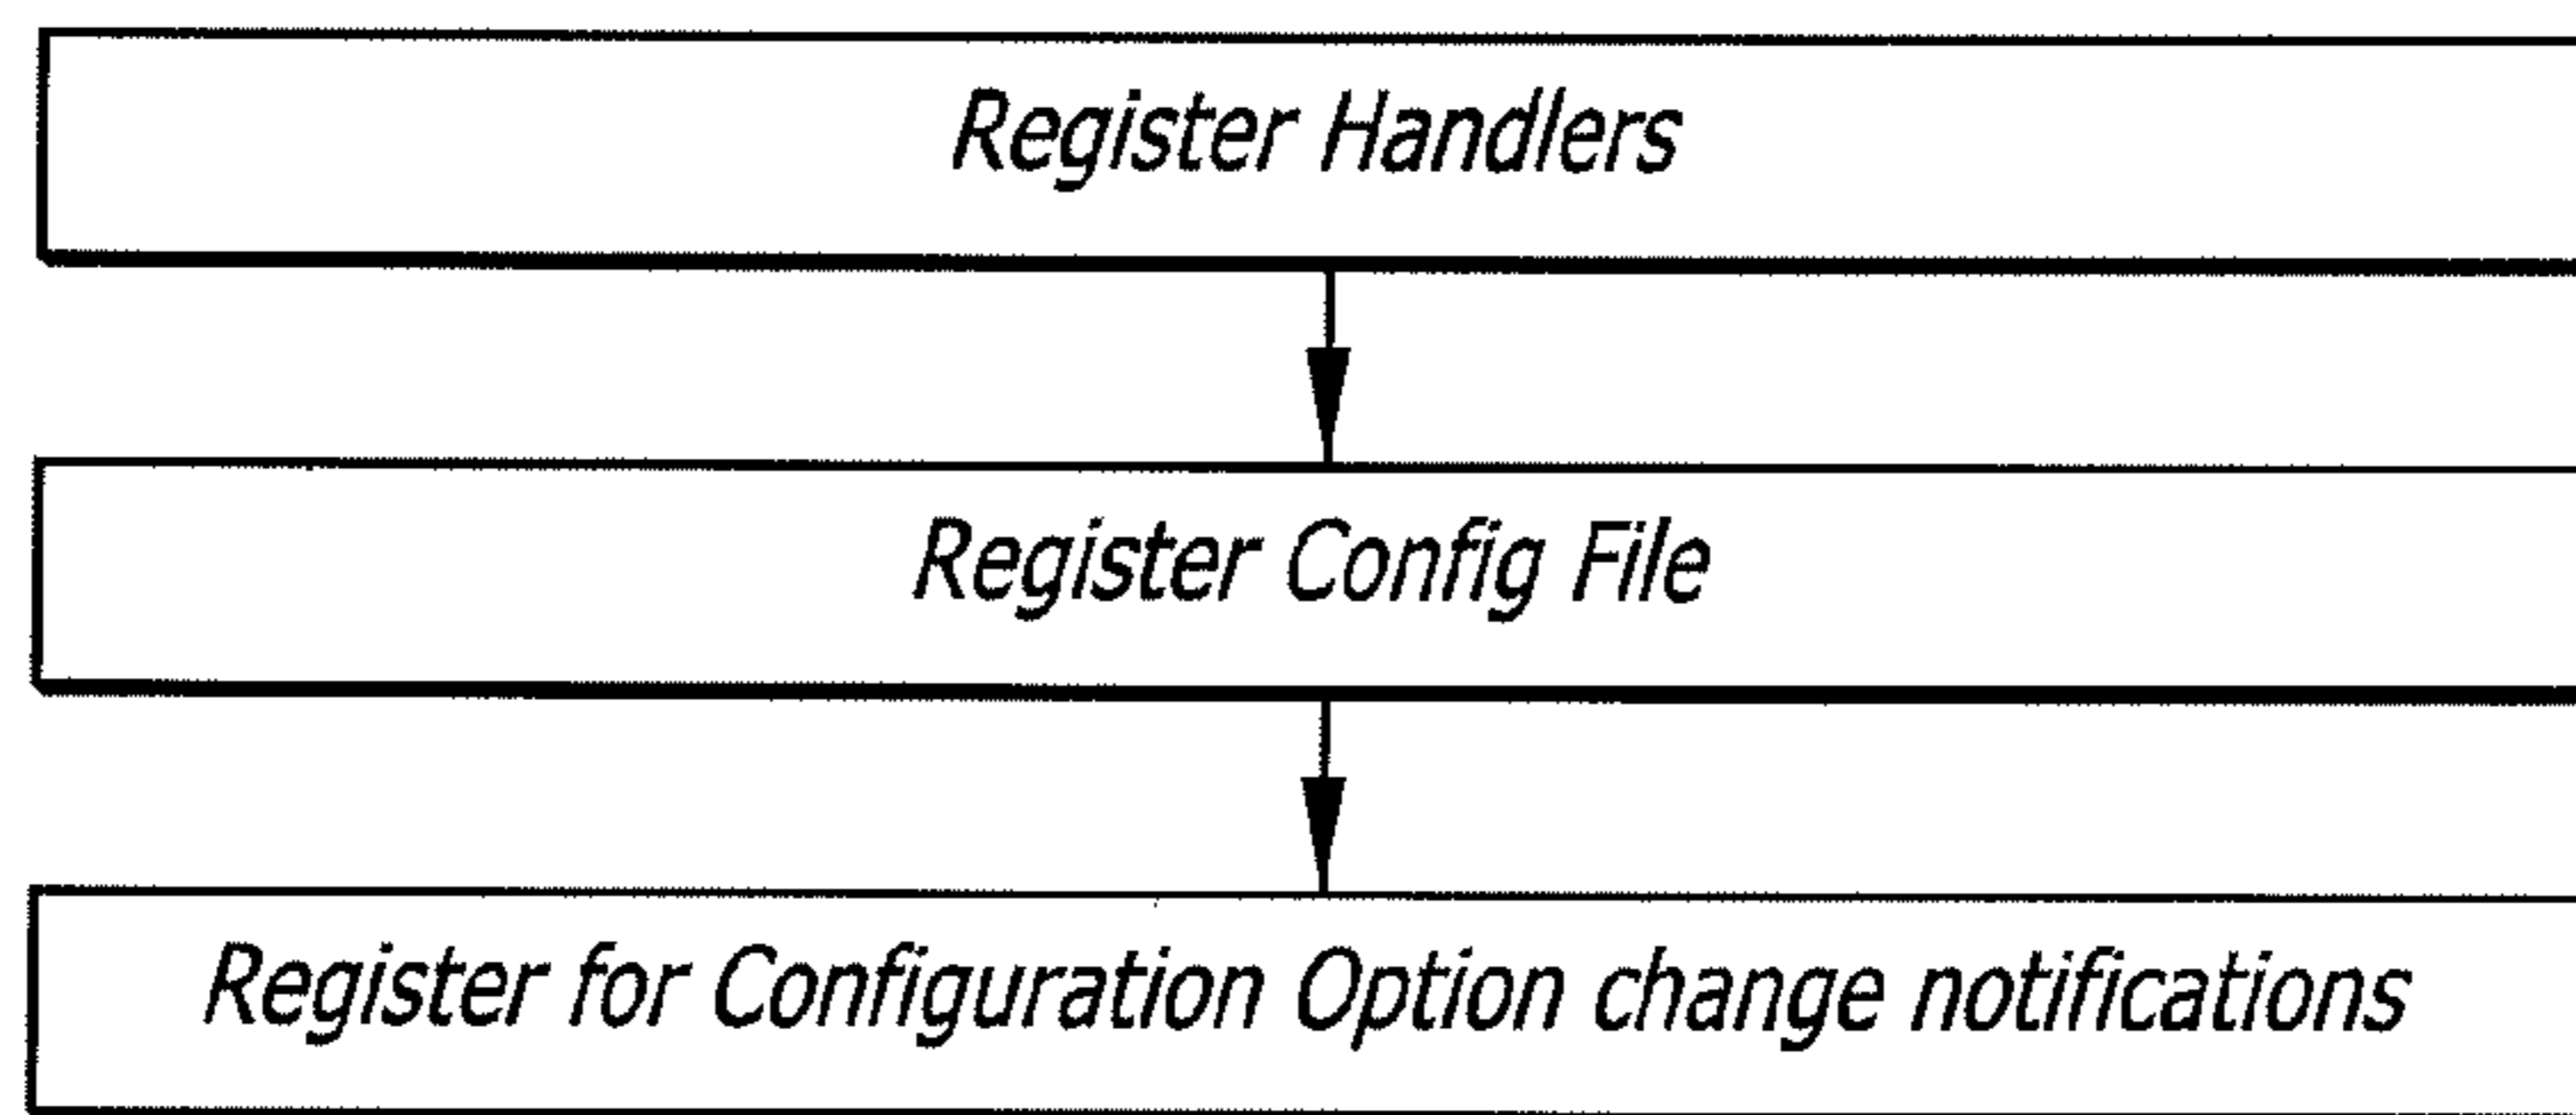 Register Handlers
Register Config File
Register for Configuration Option change notifications